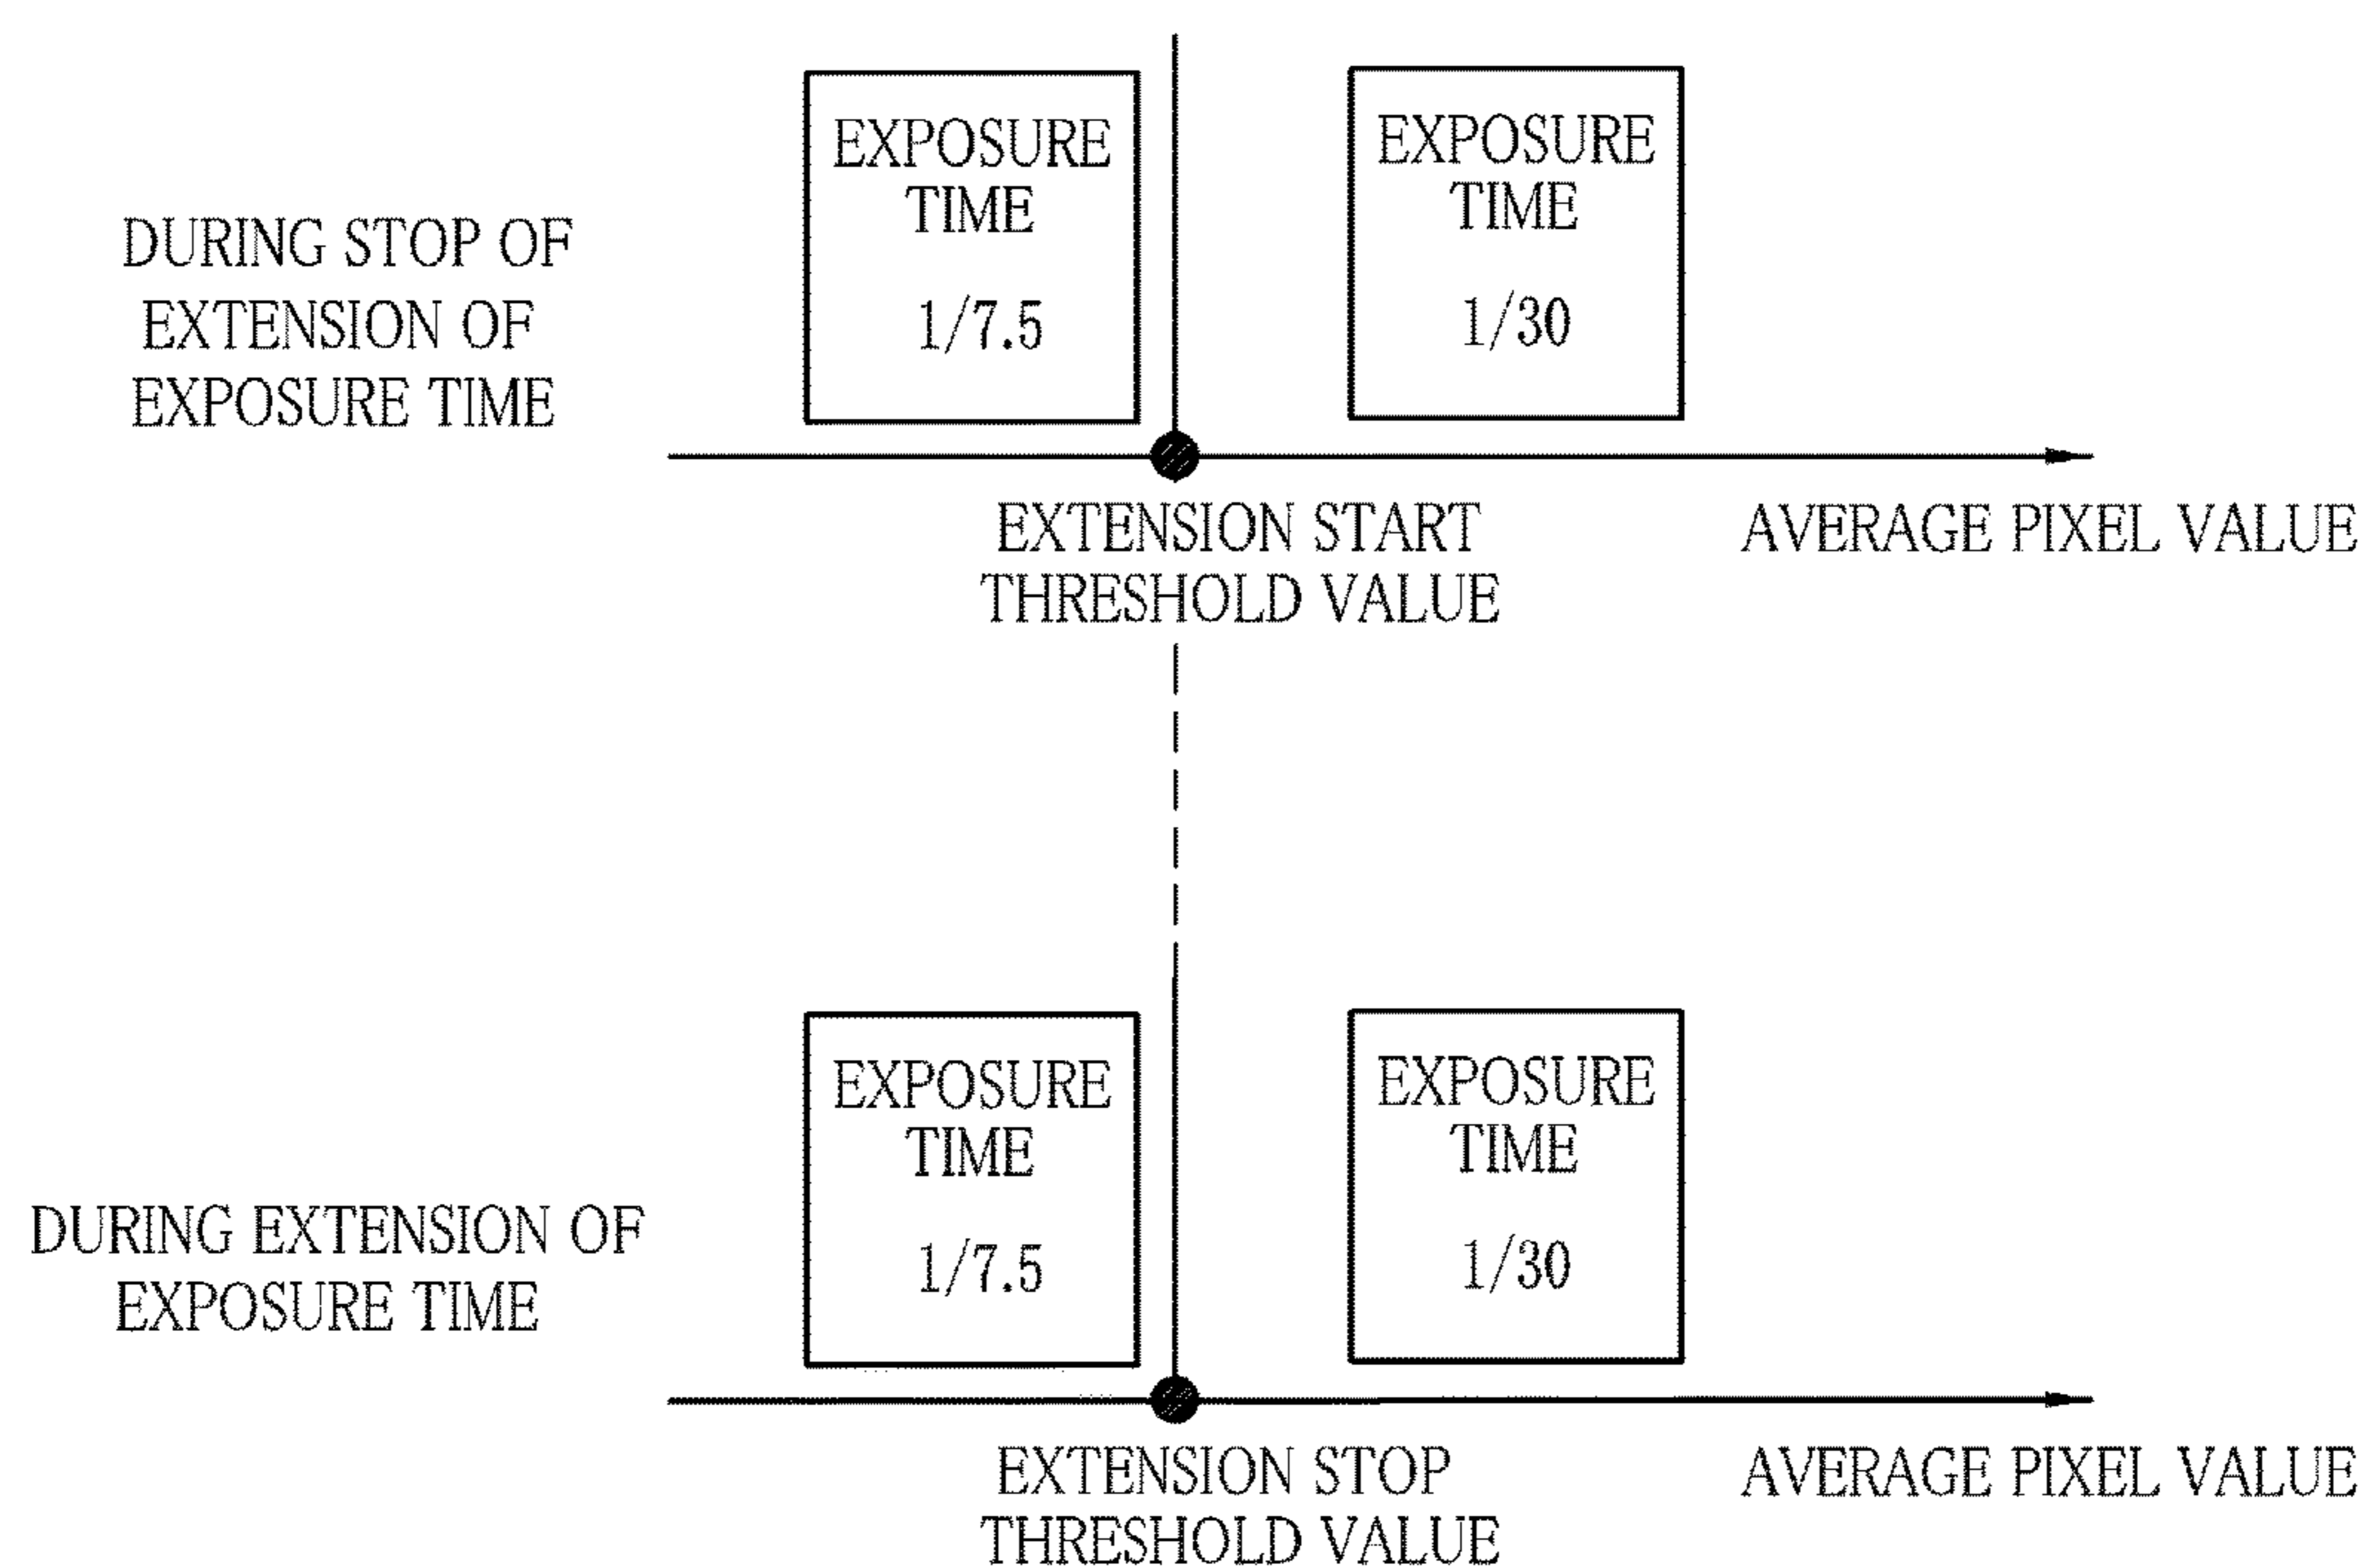 DURING STOP OF
EXTENSION OF
EXPOSURE TIME
EXPOSURE
TIME
1/7.5
EXPOSURE
TIME
1/30
EXTENSION START
THRESHOLD VALUE
AVERAGE PIXEL VALUE
DURING EXTENSION OF
EXPOSURE TIME
EXPOSURE
TIME
1/7.5
EXPOSURE
TIME
1/30
EXTENSION STOP
THRESHOLD VALUE
AVERAGE PIXEL VALUE